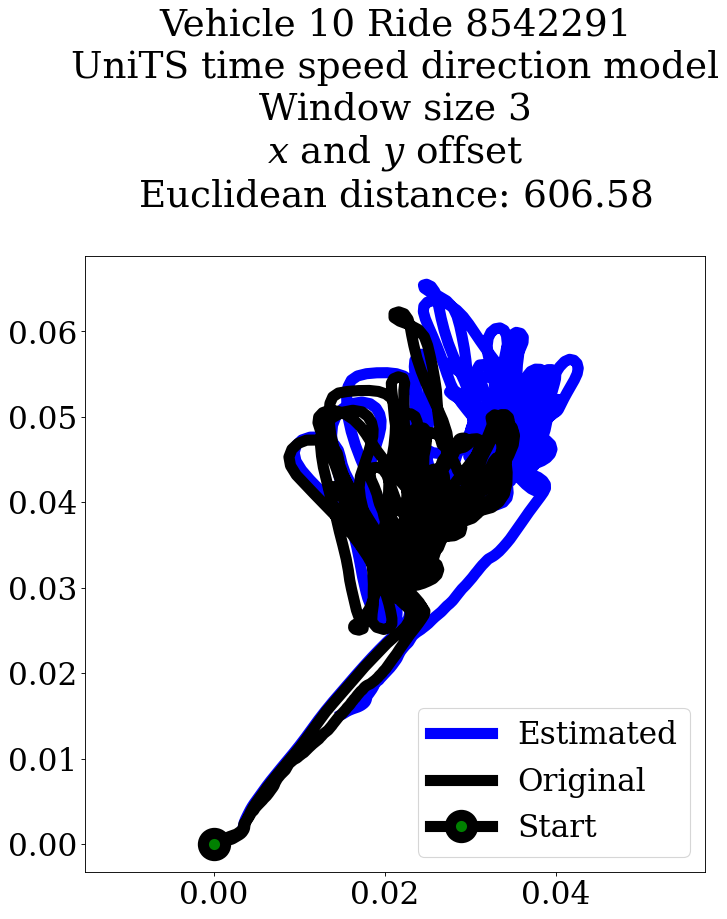 Vehicle 10 Ride 8542291
UniTS time speed direction model
Window size 3
x and y offset
Euclidean distance: 606.58
0.06
0.05
0.04
0.03
0.02
0.01
0.00
Estimated
Original
Start
0.00 0.02 0.04